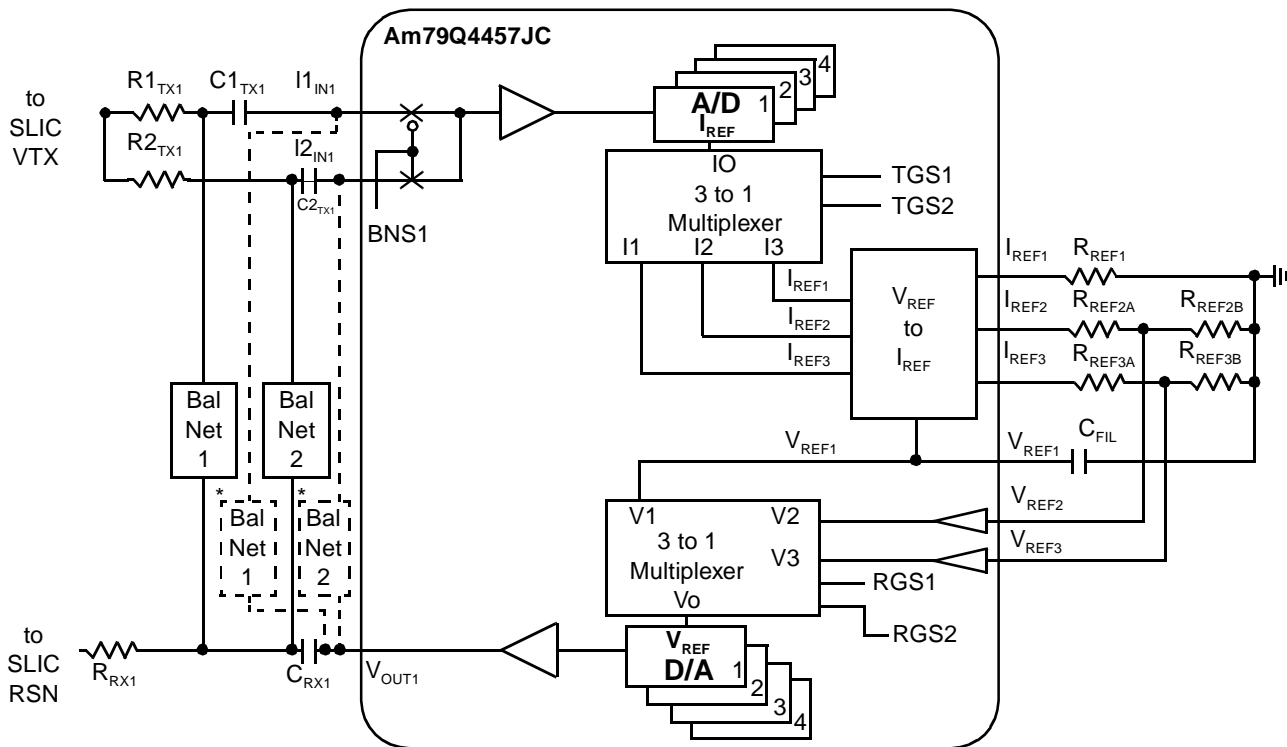 Am79Q4457JC
to
SLIC
VTX
R1TX1
C1TX1
I1IN1
R2TX1
I2IN1
C2TX1
BNS1
A/D
IREF
1
2
3
4
IO
3 to 1
Multiplexer
I1 I2 I3
TGS1
TGS2
IREF1
IREF2
IREF3
VREF
to
IREF
IREF1
RREF1
IREF2
RREF2A
RREF2B
IREF3
RREF3A
RREF3B
VREF1
VREF1
CFIL
VREF2
VREF3
Bal
Net
1
Bal
Net
2
*
Bal
Net
1
*
Bal
Net
2
V1 V2
3 to 1
Multiplexer
V3
Vo
RGS1
RGS2
VREF
D/A
1
2
3
4
to
SLIC
RSN
RRX1
CRX1
VOUT1